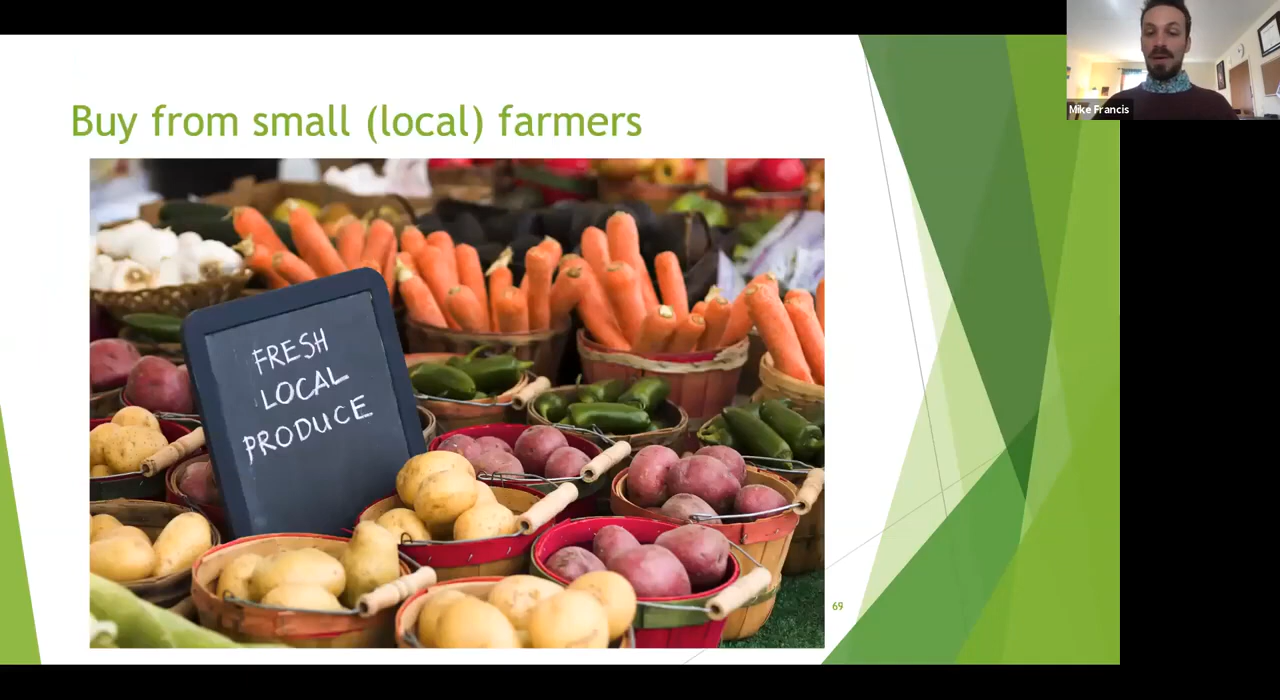 Buy from small (local) farmers
FRESH
LOCAL
PRODUCE
69
Mike Francis